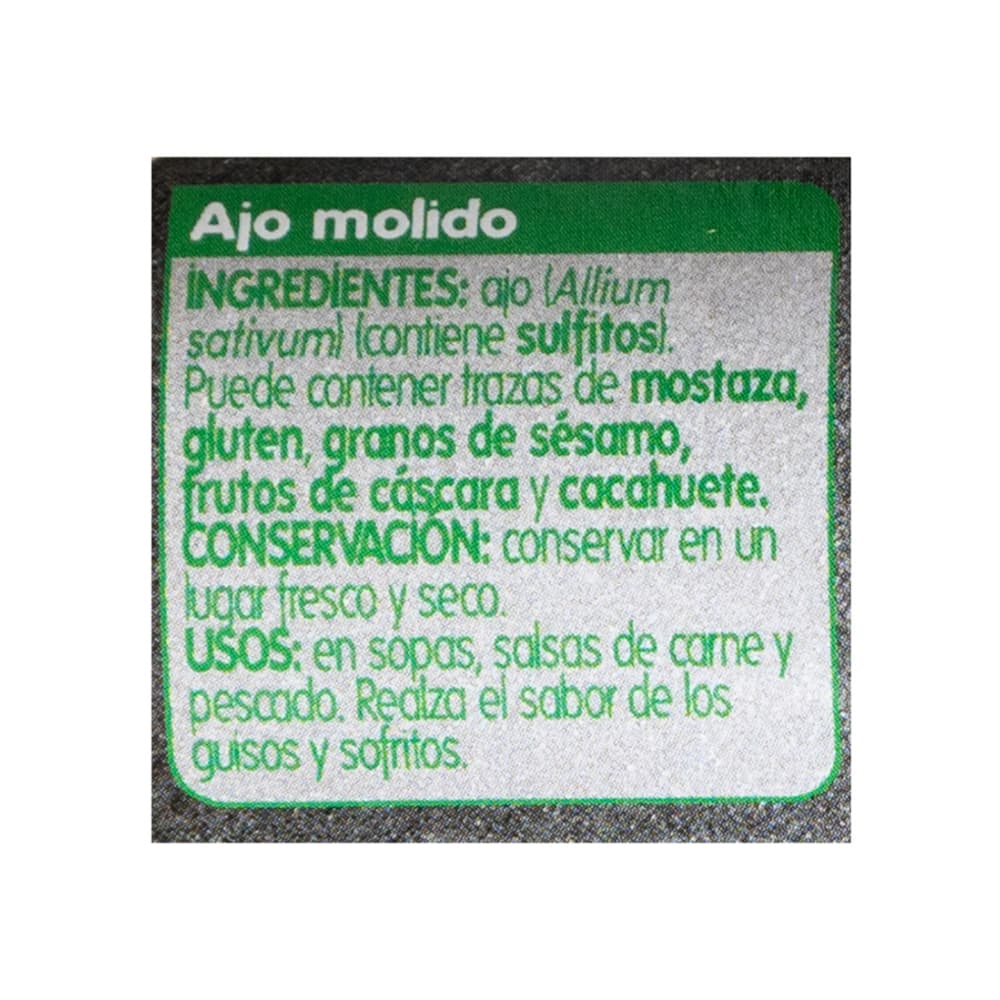 Ajo molido
INGREDIENTES: ajo (Allium
sativum) (contiene sulfitos).
Puede contener trazas de mostaza,
gluten, granos de sésamo,
frutos de cáscara y cacahuete.
CONSERVACIÓN: conservar en un
lugar fresco y seco.
USOS: en sopas, salsas de carne y
pescado. Realza el sabor de los
guisos y sofritos.